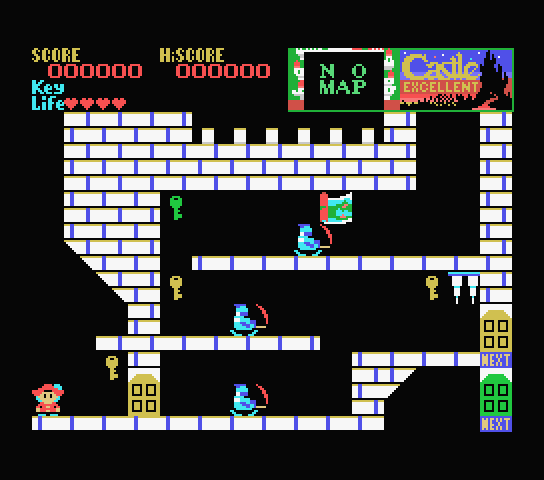 SCORE
000000
H:SCORE
000000
Key
Life
N O
MAP
Castle
EXCELLENT
NEXT
NEXT